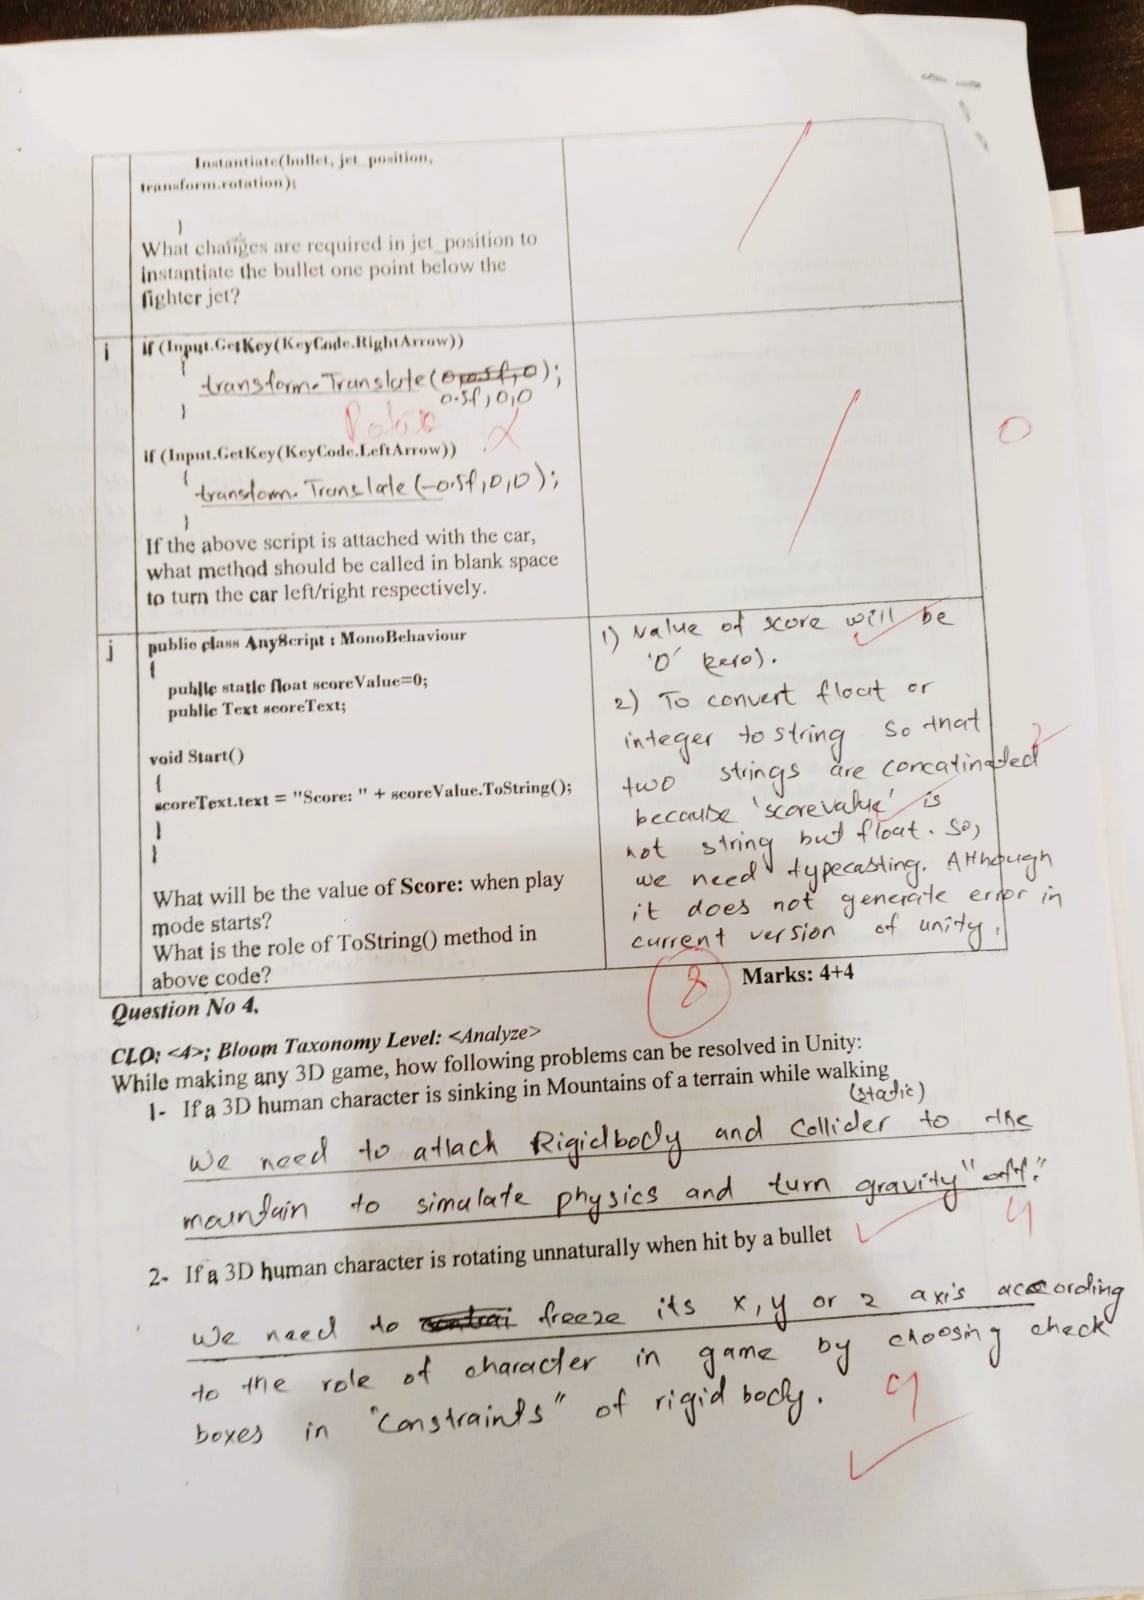 Instantiate(bullet, jet_position,
transform.rotation);
}
What changes are required in jet_position to
instantiate the bullet one point below the
fighter jet?
i
if (Input.GetKey(KeyCode.RightArrow))
{
transform.Translate(
);
0.5f,0,0
}
Rotate
0
if (Input.GetKey(KeyCode.LeftArrow))
{
transform.Translate(-0.5f,0,0);
}
If the above script is attached with the car,
what method should be called in blank space
to turn the car left/right respectively.
j
public class AnyScript : MonoBehaviour
{
public static float scoreValue=0;
public Text scoreText;
void Start()
{
scoreText.text = "Score: " + scoreValue.ToString();
}
}
What will be the value of Score: when play
mode starts?
What is the role of ToString() method in
above code?
1) Value of score will be
'0' (zero).
2) To convert float or
integer to string so that
two strings are concatinated
because 'scorevalue' is
not string but float. So,
we need typecasting. Although
it does not generate error in
current version of unity.
2
8
Marks: 4+4
Question No 4.
CLO: <4>; Bloom Taxonomy Level: <Analyze>
While making any 3D game, how following problems can be resolved in Unity:
1- If a 3D human character is sinking in Mountains of a terrain while walking
(static)
We need to attach Rigidbody and Collider to the
mountain to simulate physics and turn gravity "off".
4
2- If a 3D human character is rotating unnaturally when hit by a bullet
We need to freeze its x, y or z axis according
to the role of character in game by choosing check
boxes in "Constraints" of rigid body.
4